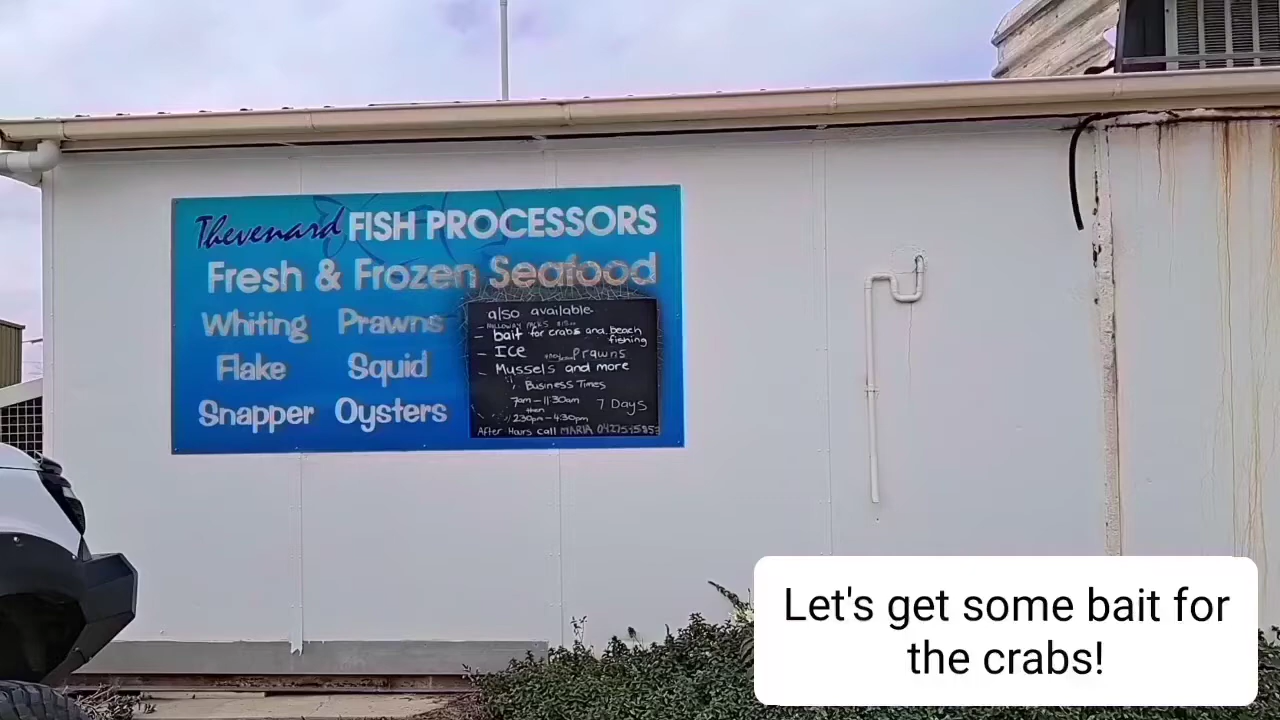 Thevenard FISH PROCESSORS
Fresh & Frozen Seafood
Whiting Prawns
Flake Squid
Snapper Oysters
also available
- bait for crabs and beach fishing
- ICE Prawns
- Mussels and more
Business Times
7am - 11:30am
then 7 Days
2:30pm - 4:30pm
After Hours call MARIA
Let's get some bait for
the crabs!